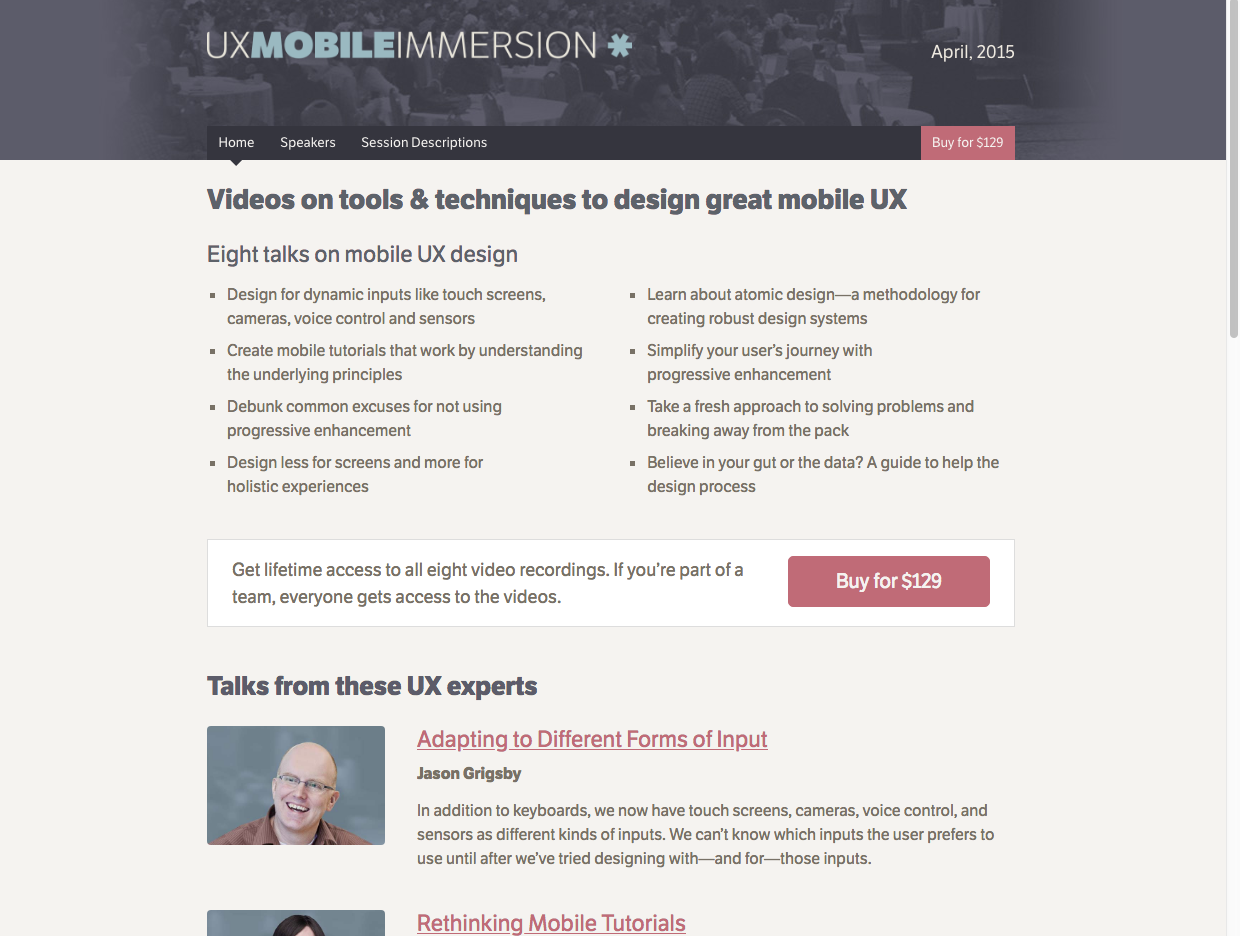 UXMOBILEIMMERSION *
April, 2015
Home Speakers Session Descriptions Buy for $129
Videos on tools & techniques to design great mobile UX
Eight talks on mobile UX design
Design for dynamic inputs like touch screens,
cameras, voice control and sensors
Create mobile tutorials that work by understanding
the underlying principles
Debunk common excuses for not using
progressive enhancement
Design less for screens and more for
holistic experiences
Learn about atomic design—a methodology for
creating robust design systems
Simplify your user’s journey with
progressive enhancement
Take a fresh approach to solving problems and
breaking away from the pack
Believe in your gut or the data? A guide to help the
design process
Get lifetime access to all eight video recordings. If you’re part of a
team, everyone gets access to the videos.
Buy for $129
Talks from these UX experts
Adapting to Different Forms of Input
Jason Grigsby
In addition to keyboards, we now have touch screens, cameras, voice control, and
sensors as different kinds of inputs. We can’t know which inputs the user prefers to
use until after we’ve tried designing with—and for—those inputs.
Rethinking Mobile Tutorials